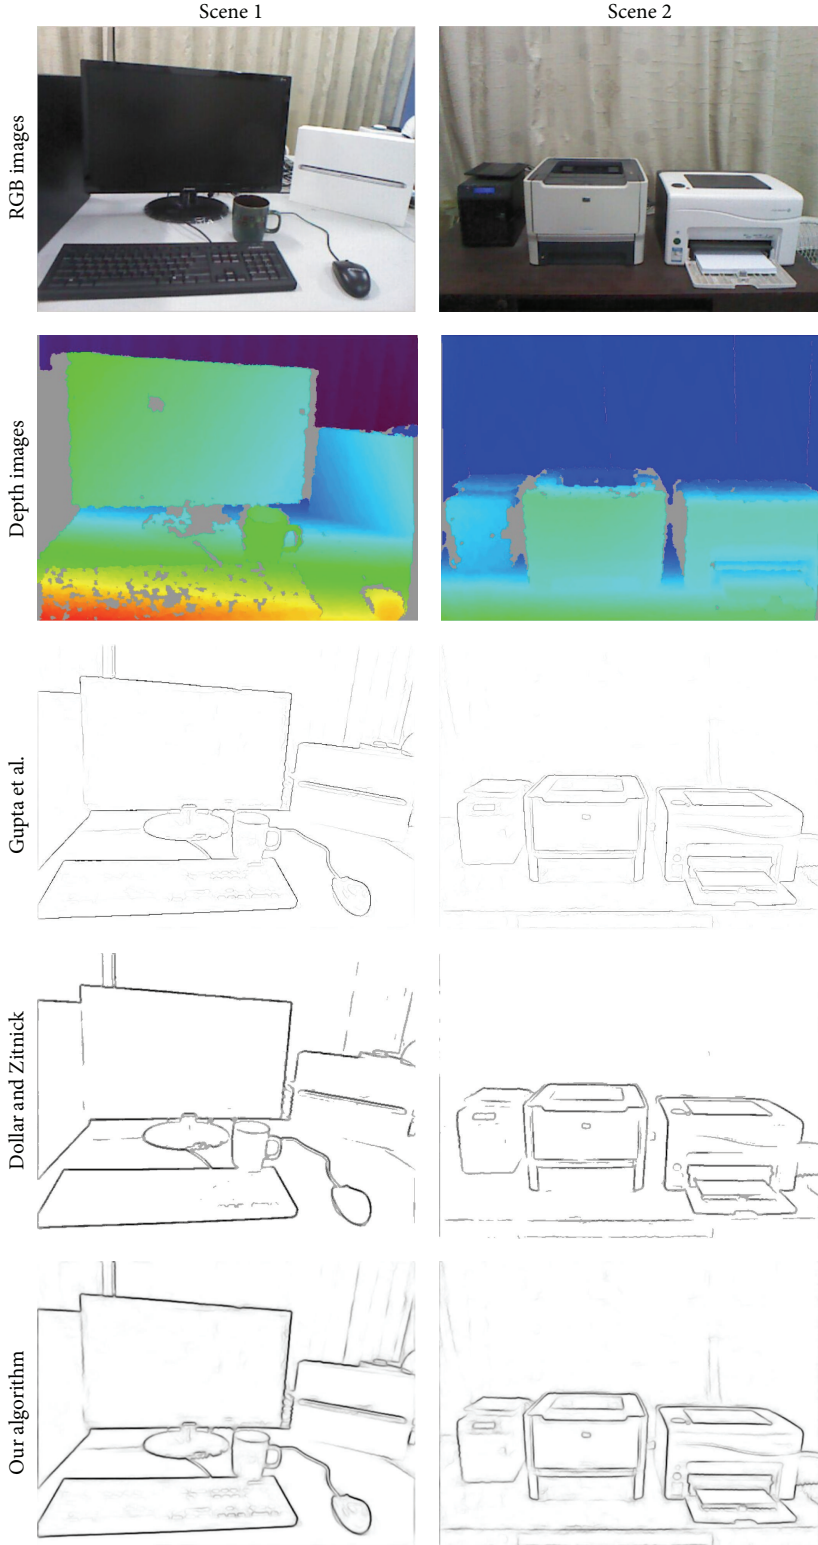 Scene 1
Scene 2
RGB images
Depth images
Gupta et al.
Dollar and Zitnick
Our algorithm